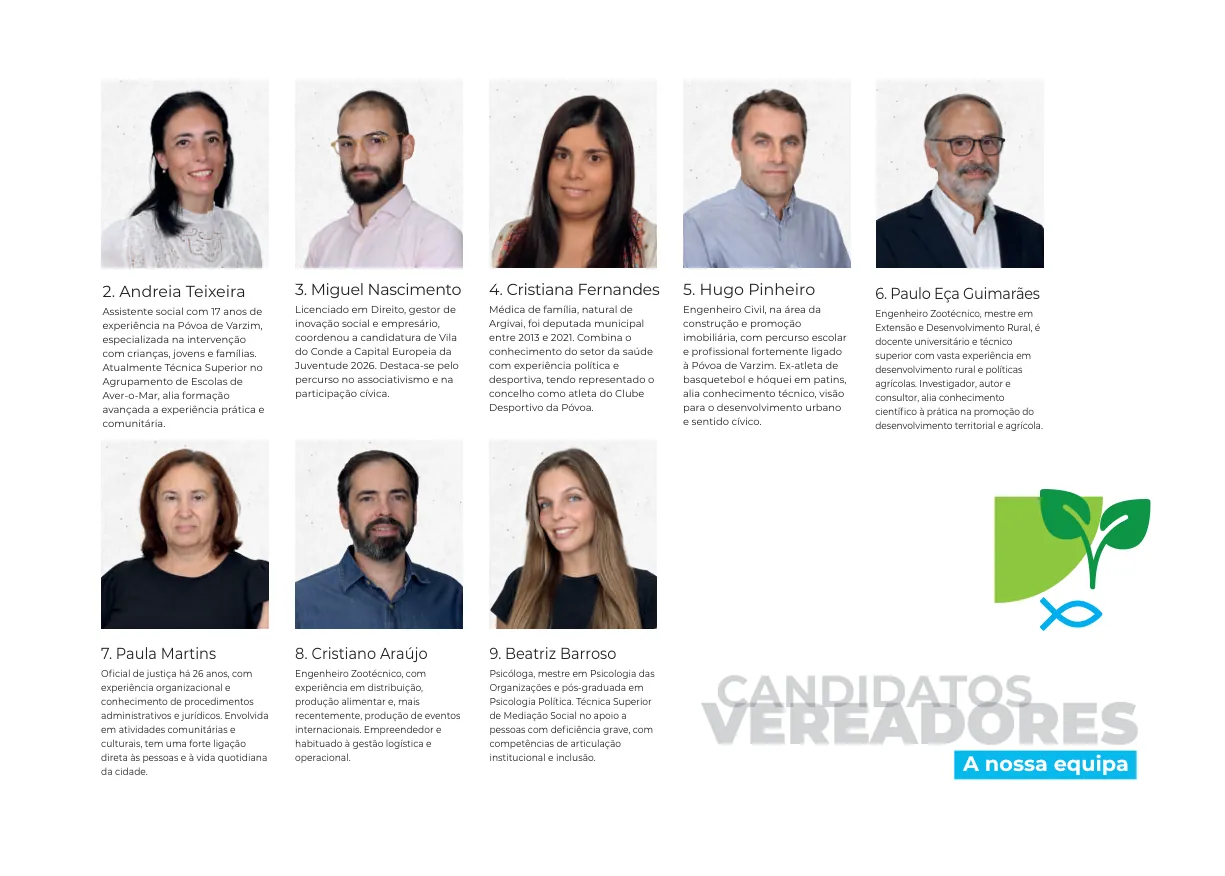 2. Andreia Teixeira
Assistente social com 17 anos de
experiência na Póvoa de Varzim,
especializada na intervenção
com crianças, jovens e famílias.
Atualmente Técnica Superior no
Agrupamento de Escolas de
Aver-o-Mar, alia formação
avançada a experiência prática e
comunitária.
3. Miguel Nascimento
Licenciado em Direito, gestor de
inovação social e empresário,
coordenou a candidatura de Vila
do Conde a Capital Europeia da
Juventude 2026. Destaca-se pelo
percurso no associativismo e na
participação cívica.
4. Cristiana Fernandes
Médica de família, natural de
Argivai, foi deputada municipal
entre 2013 e 2021. Combina o
conhecimento do setor da saúde
com experiência política e
desportiva, tendo representado o
concelho como atleta do Clube
Desportivo da Póvoa.
5. Hugo Pinheiro
Engenheiro Civil, na área da
construção e promoção
imobiliária, com percurso escolar
e profissional fortemente ligado
à Póvoa de Varzim. Ex-atleta de
basquetebol e hóquei em patins,
alia conhecimento técnico, visão
para o desenvolvimento urbano
e sentido cívico.
6. Paulo Eça Guimarães
Engenheiro Zootécnico, mestre em
Extensão e Desenvolvimento Rural, é
docente universitário e técnico
superior com vasta experiência em
desenvolvimento rural e políticas
agrícolas. Investigador, autor e
consultor, alia conhecimento
científico à prática na promoção do
desenvolvimento territorial e agrícola.
7. Paula Martins
Oficial de justiça há 26 anos, com
experiência organizacional e
conhecimento de procedimentos
administrativos e jurídicos. Envolvida
em atividades comunitárias e
culturais, tem uma forte ligação
direta às pessoas e à vida quotidiana
da cidade.
8. Cristiano Araújo
Engenheiro Zootécnico, com
experiência em distribuição,
produção alimentar e, mais
recentemente, produção de eventos
internacionais. Empreendedor e
habituado à gestão logística e
operacional.
9. Beatriz Barroso
Psicóloga, mestre em Psicologia das
Organizações e pós-graduada em
Psicologia Política. Técnica Superior
de Mediação Social no apoio a
pessoas com deficiência grave, com
competências de articulação
institucional e inclusão.
CANDIDATOS
VEREADORES
A nossa equipa